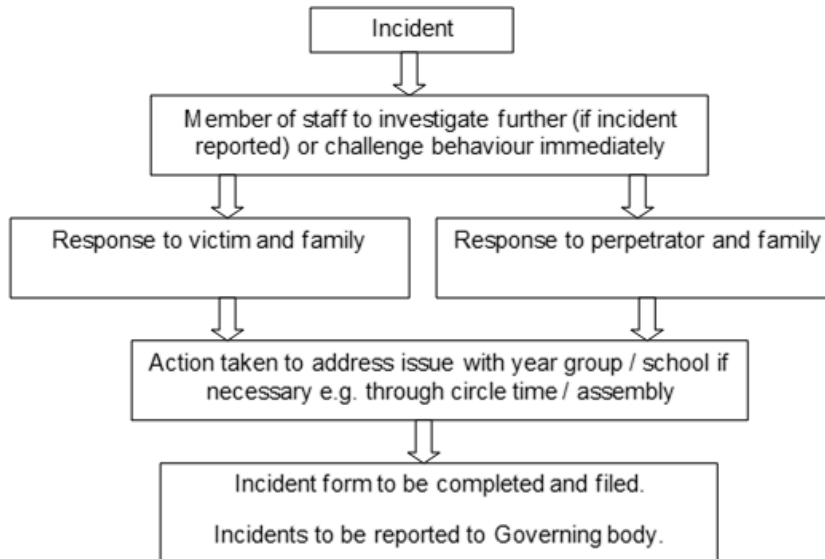 Incident
Member of staff to investigate further (if incident
reported) or challenge behaviour immediately
Response to victim and family
Response to perpetrator and family
Action taken to address issue with year group / school if
necessary e.g. through circle time / assembly
Incident form to be completed and filed.
Incidents to be reported to Governing body.